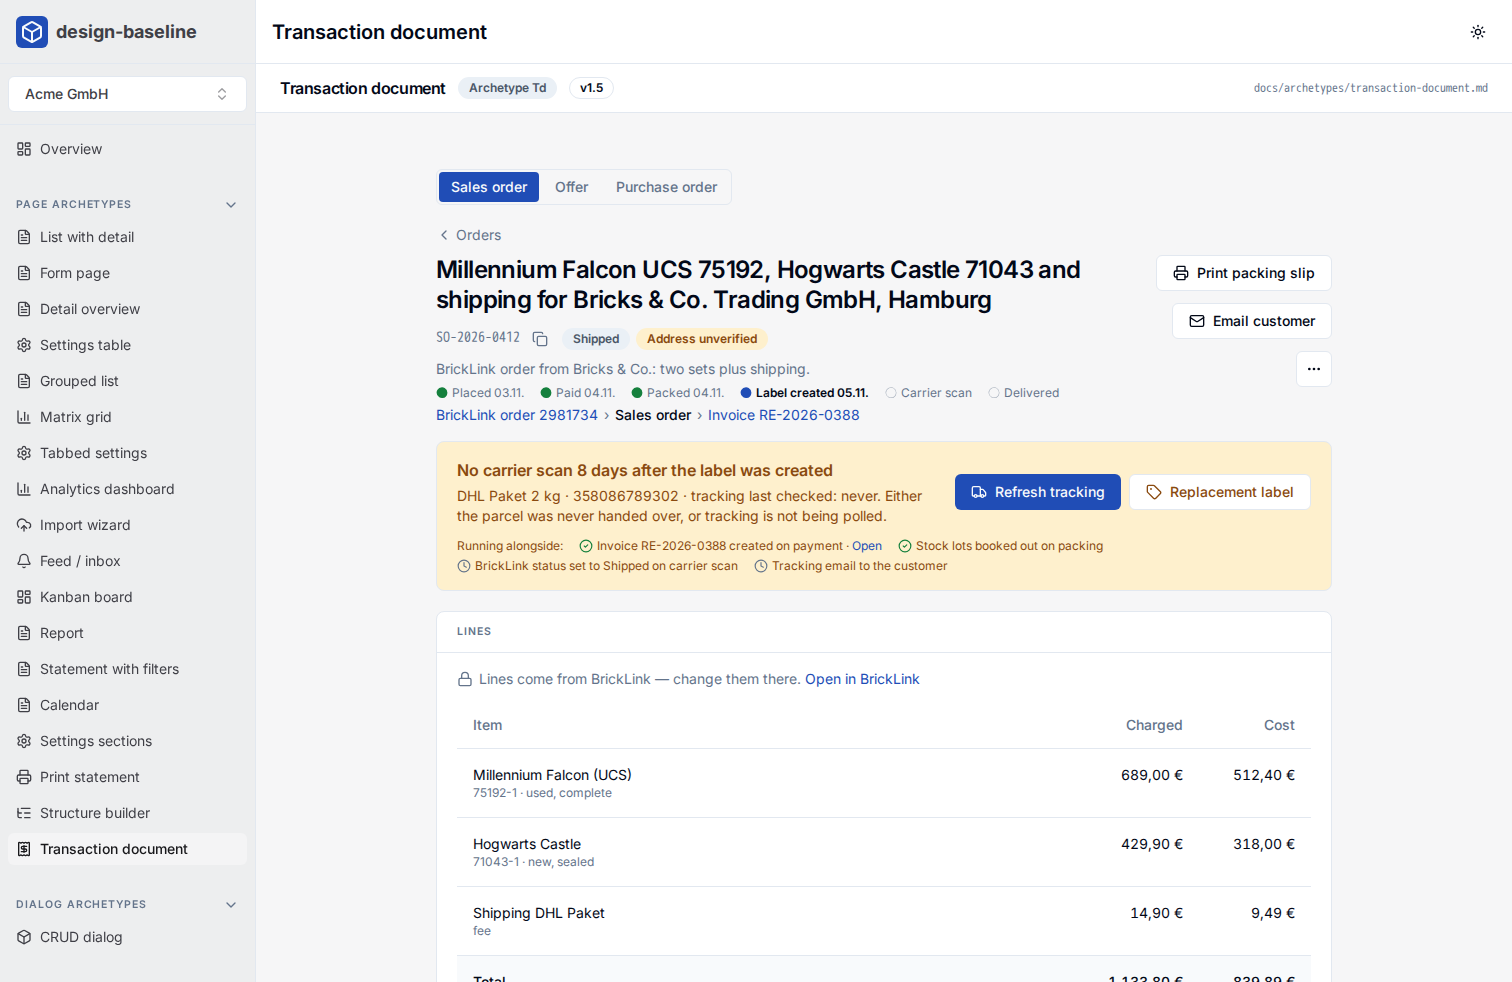 design-baseline
Transaction document
Acme GmbH
Transaction document
Archetype Td
v1.5
docs/archetypes/transaction-document.md
Overview
PAGE ARCHETYPES
List with detail
Form page
Detail overview
Settings table
Grouped list
Matrix grid
Tabbed settings
Analytics dashboard
Import wizard
Feed / inbox
Kanban board
Report
Statement with filters
Calendar
Settings sections
Print statement
Structure builder
Transaction document
DIALOG ARCHETYPES
CRUD dialog
Sales order Offer Purchase order
Orders
Millennium Falcon UCS 75192, Hogwarts Castle 71043 and
shipping for Bricks & Co. Trading GmbH, Hamburg
Print packing slip
Email customer
SO-2026-0412 Shipped Address unverified
BrickLink order from Bricks & Co.: two sets plus shipping.
Placed 03.11. Paid 04.11. Packed 04.11. Label created 05.11. Carrier scan Delivered
BrickLink order 2981734 › Sales order › Invoice RE-2026-0388
No carrier scan 8 days after the label was created
DHL Paket 2 kg · 358086789302 · tracking last checked: never. Either
the parcel was never handed over, or tracking is not being polled.
Refresh tracking
Replacement label
Running alongside: Invoice RE-2026-0388 created on payment · Open Stock lots booked out on packing
BrickLink status set to Shipped on carrier scan Tracking email to the customer
LINES
Lines come from BrickLink — change them there. Open in BrickLink
Item Charged Cost
Millennium Falcon (UCS) 689,00 € 512,40 €
75192-1 · used, complete
Hogwarts Castle 429,90 € 318,00 €
71043-1 · new, sealed
Shipping DHL Paket 14,90 € 9,49 €
fee
Total 1.133,80 € 839,89 €